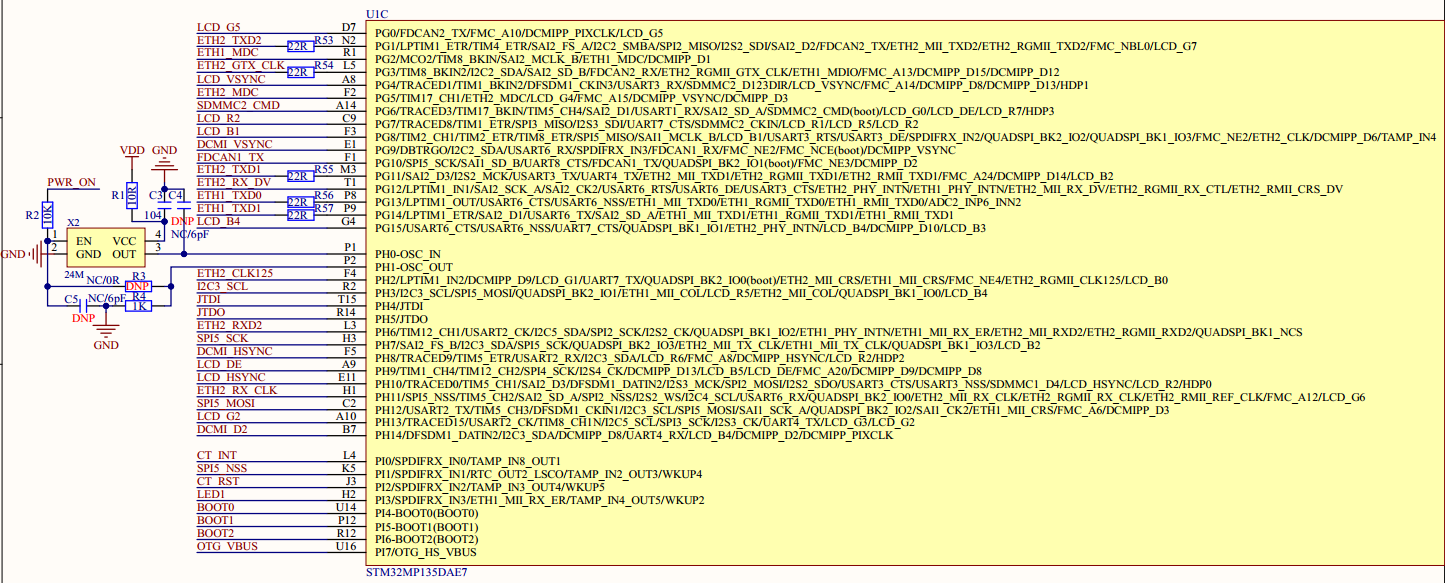 U1C
LCD_G5 D7 PG0/FDCAN2_TX/FMC_A10/DCMIPP_PIXCLK/LCD_G5
ETH2_TXD2 22R R53 N2 PG1/LPTIM1_ETR/TIM4_ETR/SAI2_FS_A/I2C2_SMBA/SPI2_MISO/I2S2_SDI/SAI2_D2/FDCAN2_TX/ETH2_MII_TXD2/ETH2_RGMII_TXD2/FMC_NBL0/LCD_G7
ETH1_MDC R1 PG2/MCO2/TIM8_BKIN/SAI2_MCLK_B/ETH1_MDC/DCMIPP_D1
ETH2_GTX_CLK 22R R54 L5 PG3/TIM8_BKIN2/I2C2_SDA/SAI2_SD_B/FDCAN2_RX/ETH2_RGMII_GTX_CLK/ETH1_MDIO/FMC_A13/DCMIPP_D15/DCMIPP_D12
LCD_VSYNC A8 PG4/TRACED1/TIM1_BKIN2/DFSDM1_CKIN3/USART3_RX/SDMMC2_D123DIR/LCD_VSYNC/FMC_A14/DCMIPP_D8/DCMIPP_D13/HDP1
ETH2_MDC F2 PG5/TIM17_CH1/ETH2_MDC/LCD_G4/FMC_A15/DCMIPP_VSYNC/DCMIPP_D3
SDMMC2_CMD A14 PG6/TRACED3/TIM17_BKIN/TIM5_CH4/SAI2_D1/USART1_RX/SAI2_SD_A/SDMMC2_CMD(boot)/LCD_G0/LCD_DE/LCD_R7/HDP3
LCD_R2 C9 PG7/TRACED8/TIM1_ETR/SPI3_MISO/I2S3_SDI/UART7_CTS/SDMMC2_CKIN/LCD_R1/LCD_R5/LCD_R2
LCD_B1 F3 PG8/TIM2_CH1/TIM2_ETR/TIM8_ETR/SPI5_MISO/SAI1_MCLK_B/LCD_B1/USART3_RTS/USART3_DE/SPDIFRX_IN2/QUADSPI_BK2_IO2/QUADSPI_BK1_IO3/FMC_NE2/ETH2_CLK/DCMIPP_D6/TAMP_IN4
DCMI_VSYNC E1 PG9/DBTRGO/I2C2_SDA/USART6_RX/SPDIFRX_IN3/FDCAN1_RX/FMC_NE2/FMC_NCE(boot)/DCMIPP_VSYNC
FDCAN1_TX F1 PG10/SPI5_SCK/SAI1_SD_B/UART8_CTS/FDCAN1_TX/QUADSPI_BK2_IO1(boot)/FMC_NE3/DCMIPP_D2
ETH2_TXD1 22R R55 M3 PG11/SAI2_D3/I2S2_MCK/USART3_TX/UART4_TX/ETH2_MII_TXD1/ETH2_RGMII_TXD1/ETH2_RMII_TXD1/FMC_A24/DCMIPP_D14/LCD_B2
ETH2_RX_DV T1 PG12/LPTIM1_IN1/SAI2_SCK_A/SAI2_CK2/USART6_RTS/USART6_DE/USART3_CTS/ETH2_PHY_INTN/ETH1_PHY_INTN/ETH2_MII_RX_DV/ETH2_RGMII_RX_CTL/ETH2_RMII_CRS_DV
ETH1_TXD0 22R R56 P8 PG13/LPTIM1_OUT/USART6_CTS/USART6_NSS/ETH1_MII_TXD0/ETH1_RGMII_TXD0/ETH1_RMII_TXD0/ADC2_INP6_INN2
ETH1_TXD1 22R R57 P9 PG14/LPTIM1_ETR/SAI2_D1/USART6_TX/SAI2_SD_A/ETH1_MII_TXD1/ETH1_RGMII_TXD1/ETH1_RMII_TXD1
LCD_B4 G4 PG15/USART6_CTS/USART6_NSS/UART7_CTS/QUADSPI_BK1_IO1/ETH2_PHY_INTN/LCD_B4/DCMIPP_D10/LCD_B3
VDD GND
PWR_ON
R1 10K C3 C4
R2 10K 104 DNP
NC/6pF
X2
1 EN VCC 4
GND 2 GND OUT 3
24M
NC/0R R3
DNP
C5 NC/6pF R4
1K
DNP
GND
P1 PH0-OSC_IN
P2 PH1-OSC_OUT
ETH2_CLK125 F4 PH2/LPTIM1_IN2/DCMIPP_D9/LCD_G1/UART7_TX/QUADSPI_BK2_IO0(boot)/ETH2_MII_CRS/ETH1_MII_CRS/FMC_NE4/ETH2_RGMII_CLK125/LCD_B0
I2C3_SCL R2 PH3/I2C3_SCL/SPI5_MOSI/QUADSPI_BK2_IO1/ETH1_MII_COL/LCD_R5/ETH2_MII_COL/QUADSPI_BK1_IO0/LCD_B4
JTDI T15 PH4/JTDI
JTDO R14 PH5/JTDO
ETH2_RXD2 L3 PH6/TIM12_CH1/USART2_CK/I2C5_SDA/SPI2_SCK/I2S2_CK/QUADSPI_BK1_IO2/ETH1_PHY_INTN/ETH1_MII_RX_ER/ETH2_MII_RXD2/ETH2_RGMII_RXD2/QUADSPI_BK1_NCS
SPI5_SCK H3 PH7/SAI2_FS_B/I2C3_SDA/SPI5_SCK/QUADSPI_BK2_IO3/ETH2_MII_TX_CLK/ETH1_MII_TX_CLK/QUADSPI_BK1_IO3/LCD_B2
DCMI_HSYNC F5 PH8/TRACED9/TIM5_ETR/USART2_RX/I2C3_SDA/LCD_R6/FMC_A8/DCMIPP_HSYNC/LCD_R2/HDP2
LCD_DE A9 PH9/TIM1_CH4/TIM12_CH2/SPI4_SCK/I2S4_CK/DCMIPP_D13/LCD_B5/LCD_DE/FMC_A20/DCMIPP_D9/DCMIPP_D8
LCD_HSYNC E11 PH10/TRACED0/TIM5_CH1/SAI2_D3/DFSDM1_DATIN2/I2S3_MCK/SPI2_MOSI/I2S2_SDO/USART3_CTS/USART3_NSS/SDMMC1_D4/LCD_HSYNC/LCD_R2/HDP0
ETH2_RX_CLK H1 PH11/SPI5_NSS/TIM5_CH2/SAI2_SD_A/SPI2_NSS/I2S2_WS/I2C4_SCL/USART6_RX/QUADSPI_BK2_IO0/ETH2_MII_RX_CLK/ETH2_RGMII_RX_CLK/ETH2_RMII_REF_CLK/FMC_A12/LCD_G6
SPI5_MOSI C2 PH12/USART2_TX/TIM5_CH3/DFSDM1_CKIN1/I2C3_SCL/SPI5_MOSI/SAI1_SCK_A/QUADSPI_BK2_IO2/SAI1_CK2/ETH1_MII_CRS/FMC_A6/DCMIPP_D3
LCD_G2 A10 PH13/TRACED15/USART2_CK/TIM8_CH1N/I2C5_SCL/SPI3_SCK/I2S3_CK/UART4_TX/LCD_G3/LCD_G2
DCMI_D2 B7 PH14/DFSDM1_DATIN2/I2C3_SDA/DCMIPP_D8/UART4_RX/LCD_B4/DCMIPP_D2/DCMIPP_PIXCLK
CT_INT L4 PI0/SPDIFRX_IN0/TAMP_IN8_OUT1
SPI5_NSS K5 PI1/SPDIFRX_IN1/RTC_OUT2_LSCO/TAMP_IN2_OUT3/WKUP4
CT_RST J3 PI2/SPDIFRX_IN2/TAMP_IN3_OUT4/WKUP5
LED1 H2 PI3/SPDIFRX_IN3/ETH1_MII_RX_ER/TAMP_IN4_OUT5/WKUP2
BOOT0 U14 PI4-BOOT0(BOOT0)
BOOT1 P12 PI5-BOOT1(BOOT1)
BOOT2 R12 PI6-BOOT2(BOOT2)
OTG_VBUS U16 PI7/OTG_HS_VBUS
STM32MP135DAE7